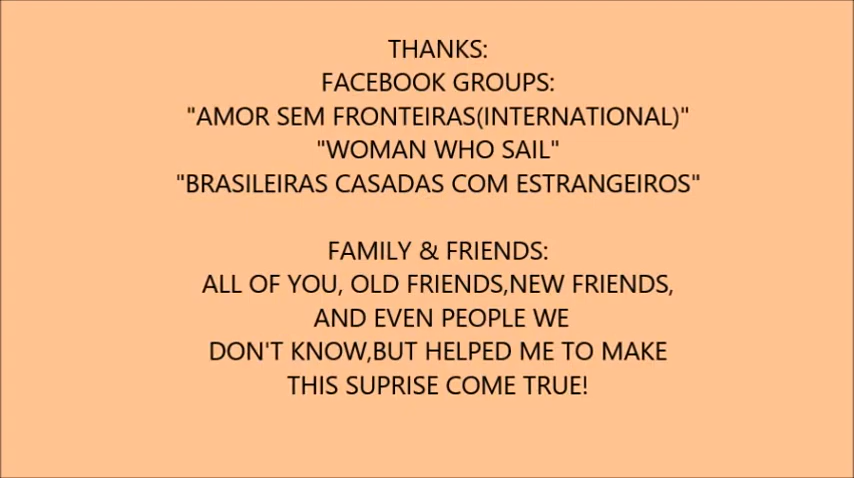 THANKS:
FACEBOOK GROUPS:
"AMOR SEM FRONTEIRAS(INTERNATIONAL)"
"WOMAN WHO SAIL"
"BRASILEIRAS CASADAS COM ESTRANGEIROS"
FAMILY & FRIENDS:
ALL OF YOU, OLD FRIENDS,NEW FRIENDS,
AND EVEN PEOPLE WE
DON'T KNOW,BUT HELPED ME TO MAKE
THIS SUPRISE COME TRUE!